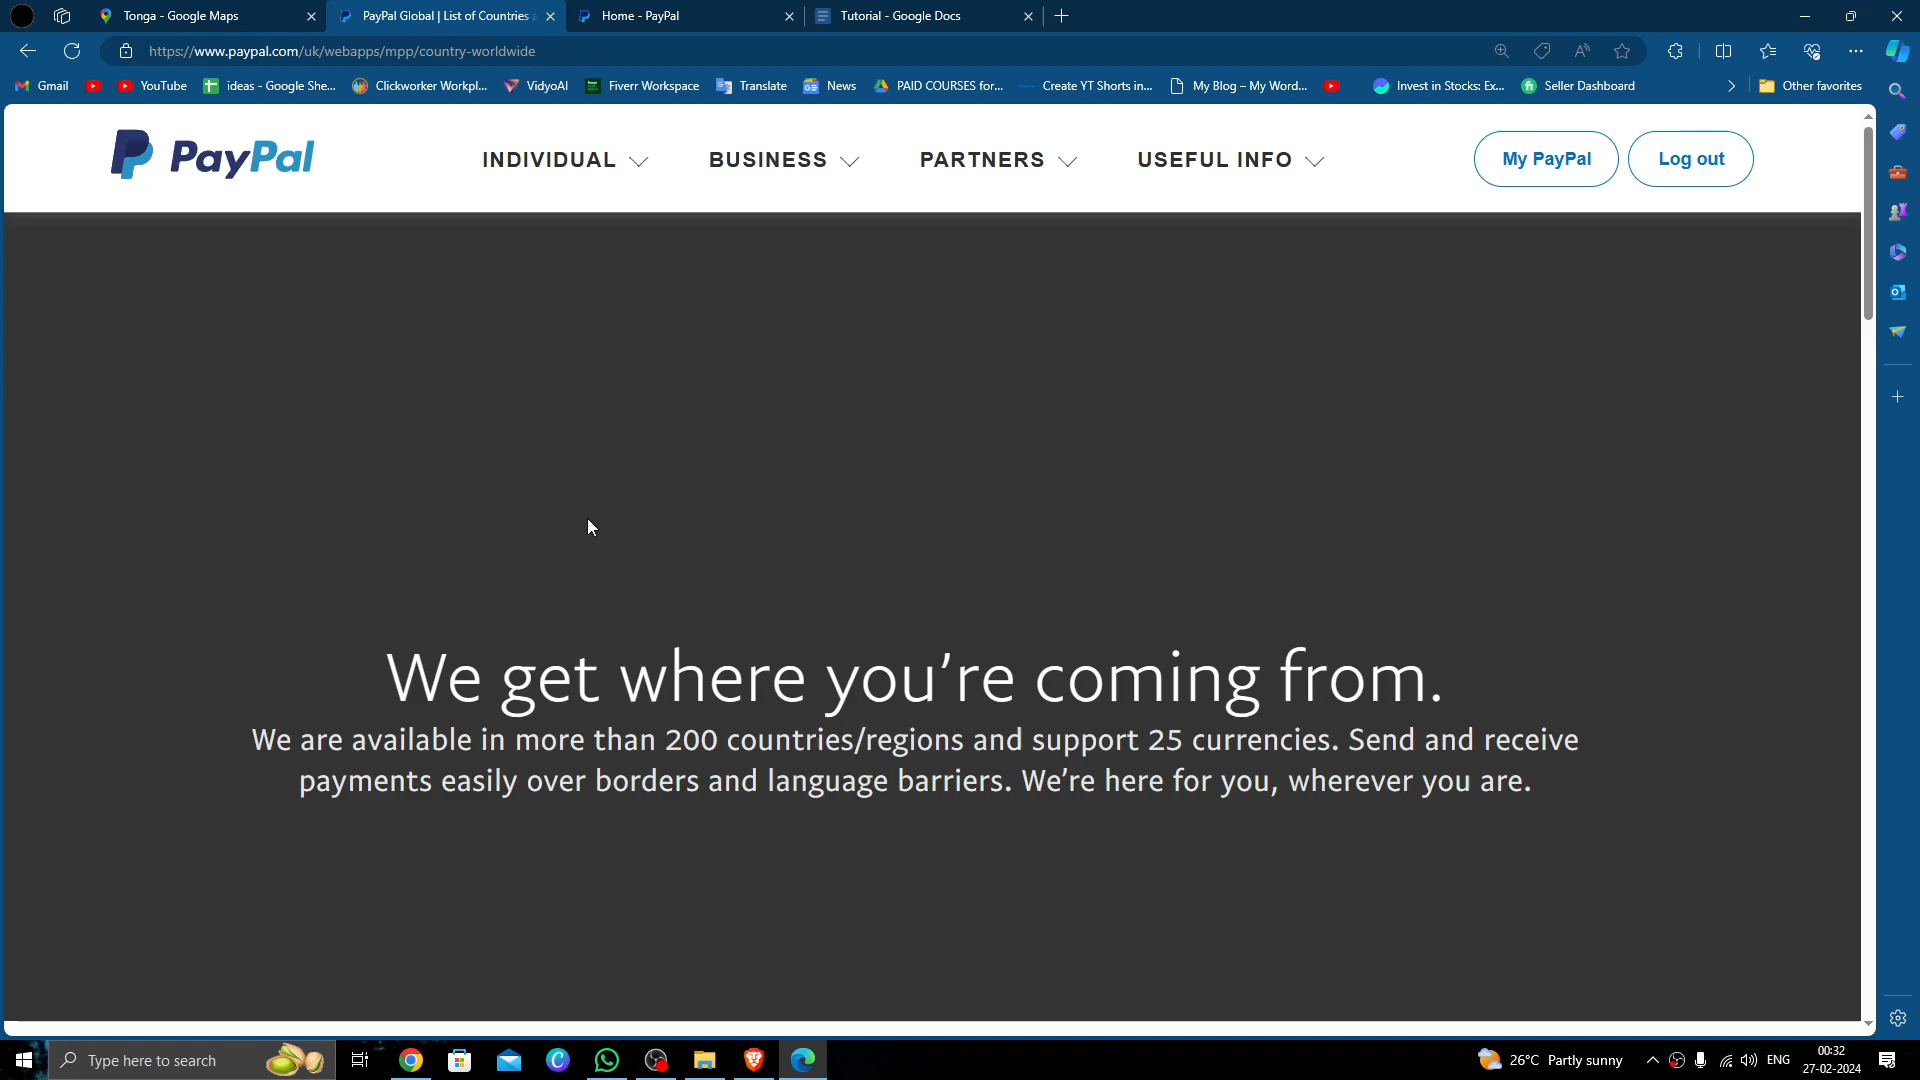 Tonga - Google Maps
PayPal Global | List of Countries a
Home - PayPal
Tutorial - Google Docs
https://www.paypal.com/uk/webapps/mpp/country-worldwide
Gmail
YouTube
ideas - Google She...
Clickworker Workpl...
VidyoAI
Fiverr Workspace
Translate
News
PAID COURSES for...
Create YT Shorts in...
My Blog – My Word...
Invest in Stocks: Ex...
Seller Dashboard
Other favorites
PayPal
INDIVIDUAL
BUSINESS
PARTNERS
USEFUL INFO
My PayPal
Log out
We get where you’re coming from.
We are available in more than 200 countries/regions and support 25 currencies. Send and receive
payments easily over borders and language barriers. We’re here for you, wherever you are.
Type here to search
26°C Partly sunny
ENG
00:32
27-02-2024